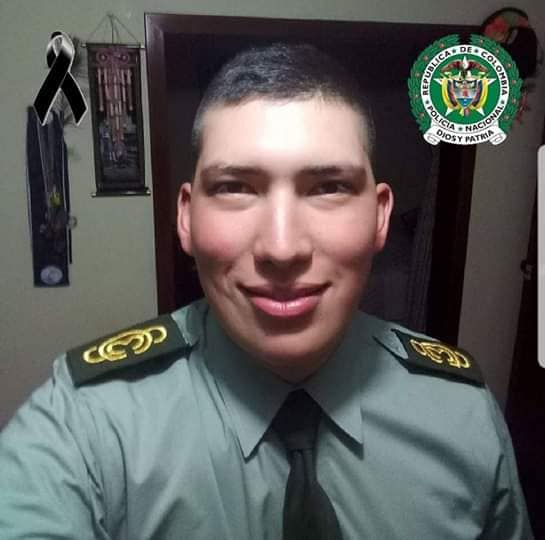 REPUBLICA DE COLOMBIA
POLICIA NACIONAL
DIOS Y PATRIA